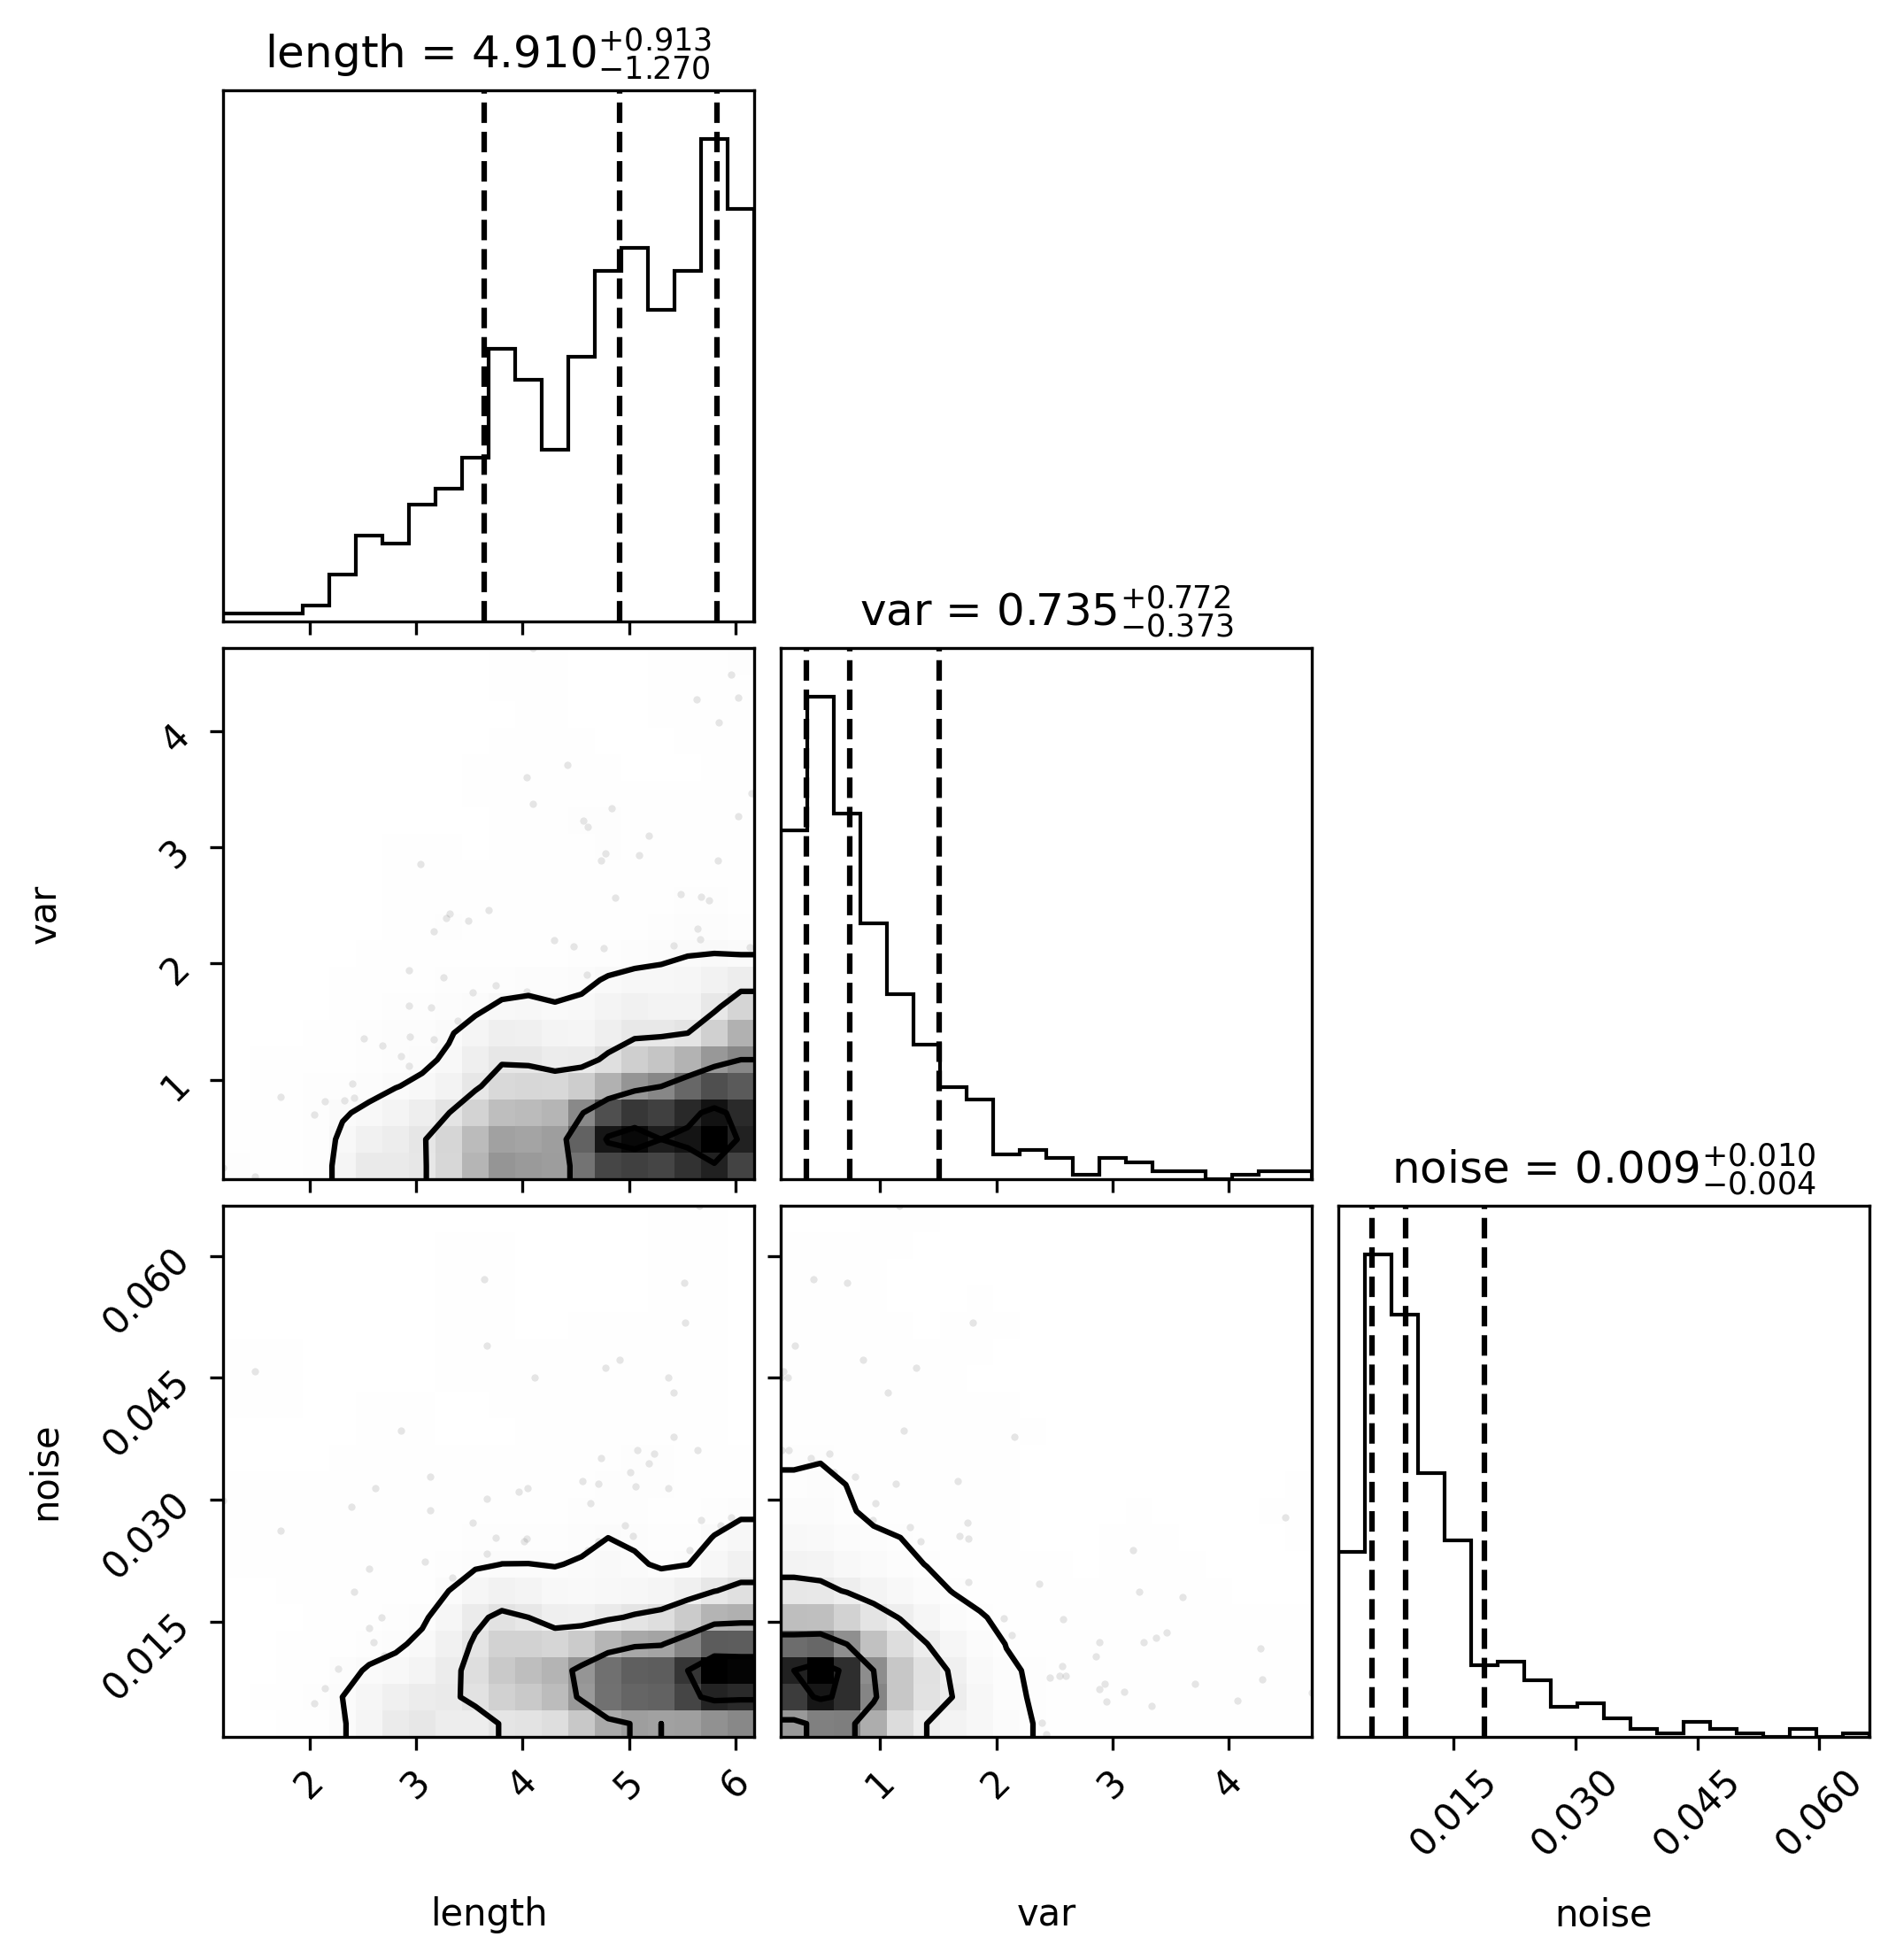 length = 4.910+0.913−1.270
var = 0.735+0.772−0.373
4
3
2
1
var
noise = 0.009+0.010−0.004
0.060
0.045
0.030
0.015
noise
2 3 4 5 6
1 2 3 4
0.015 0.030 0.045 0.060
length var noise